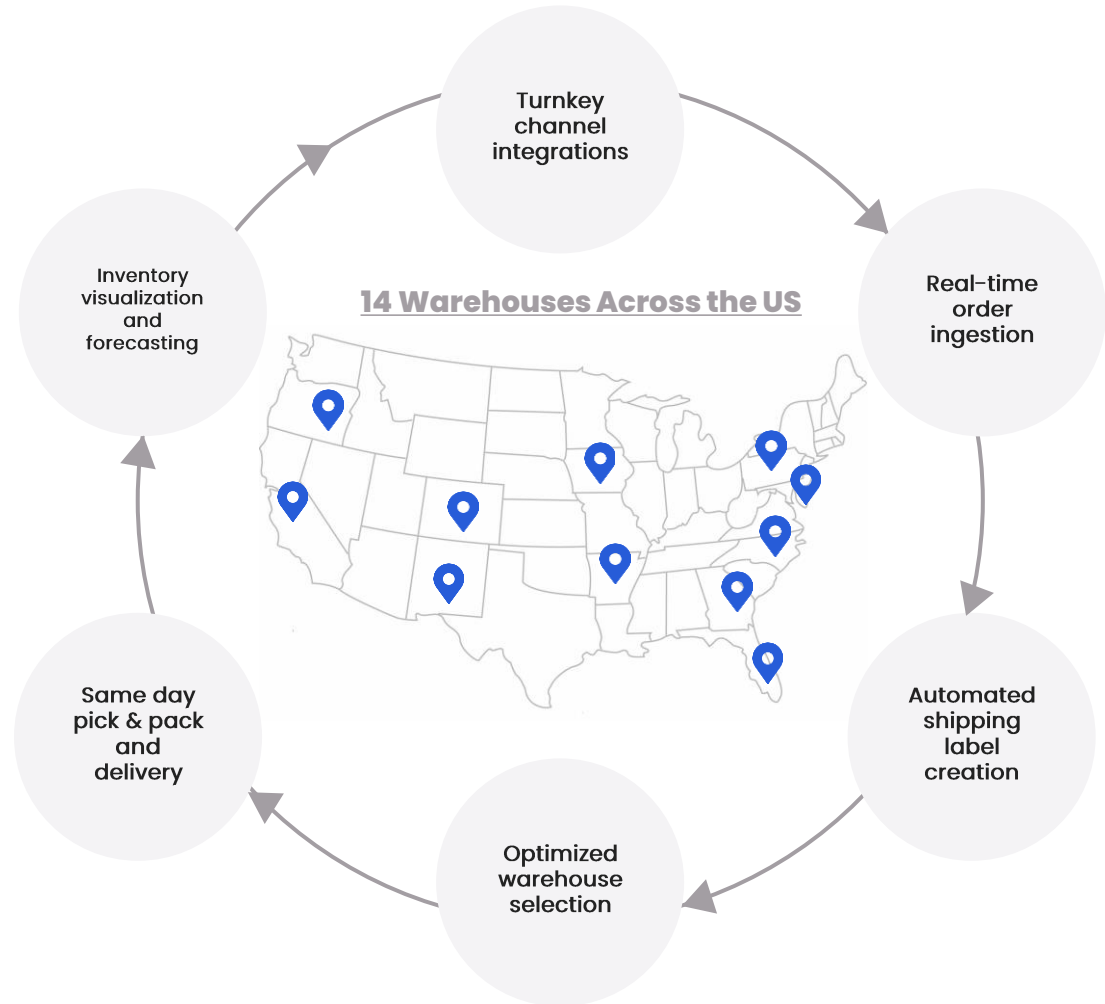 Turnkey
channel
integrations
Inventory
visualization
and
forecasting
14 Warehouses Across the US
Real-time
order
ingestion
Same day
pick & pack
and
delivery
Automated
shipping
label
creation
Optimized
warehouse
selection